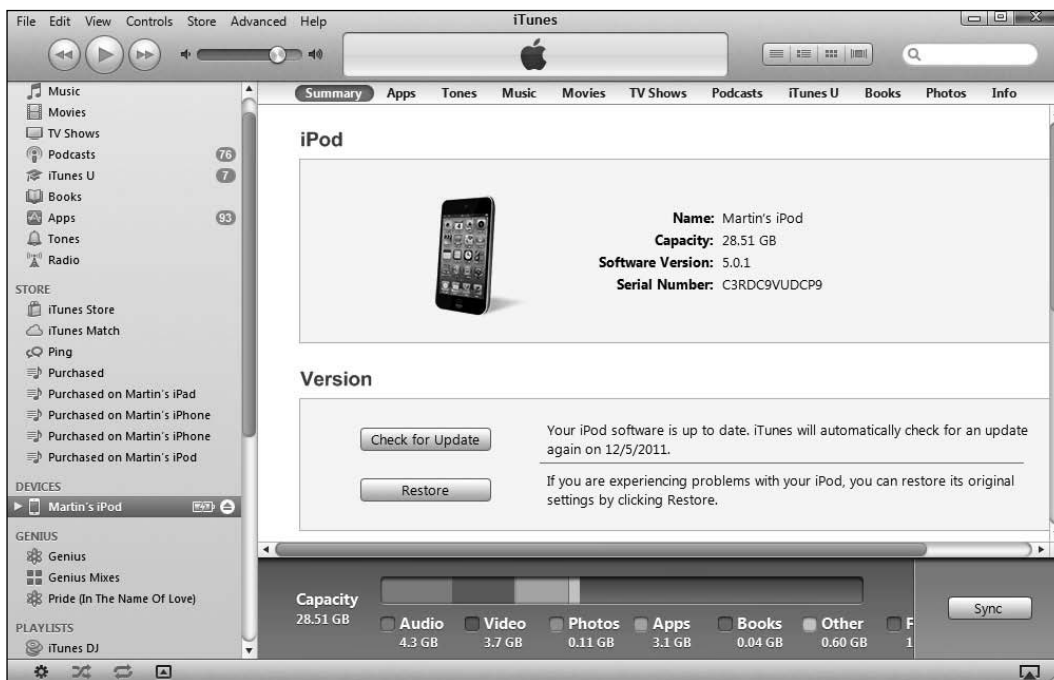 File Edit View Controls Store Advanced Help
iTunes
Music
Movies
TV Shows
Podcasts 76
iTunes U 7
Books
Apps 93
Tones
Radio
STORE
iTunes Store
iTunes Match
Ping
Purchased
Purchased on Martin's iPad
Purchased on Martin's iPhone
Purchased on Martin's iPhone
Purchased on Martin's iPod
DEVICES
Martin's iPod
GENIUS
Genius
Genius Mixes
Pride (In The Name Of Love)
PLAYLISTS
iTunes DJ
Summary Apps Tones Music Movies TV Shows Podcasts iTunes U Books Photos Info
iPod
Name: Martin's iPod
Capacity: 28.51 GB
Software Version: 5.0.1
Serial Number: C3RDC9VUDCP9
Version
Check for Update
Your iPod software is up to date. iTunes will automatically check for an update
again on 12/5/2011.
Restore
If you are experiencing problems with your iPod, you can restore its original
settings by clicking Restore.
Capacity
28.51 GB
Audio Video Photos Apps Books Other F
4.3 GB 3.7 GB 0.11 GB 3.1 GB 0.04 GB 0.60 GB 1
Sync